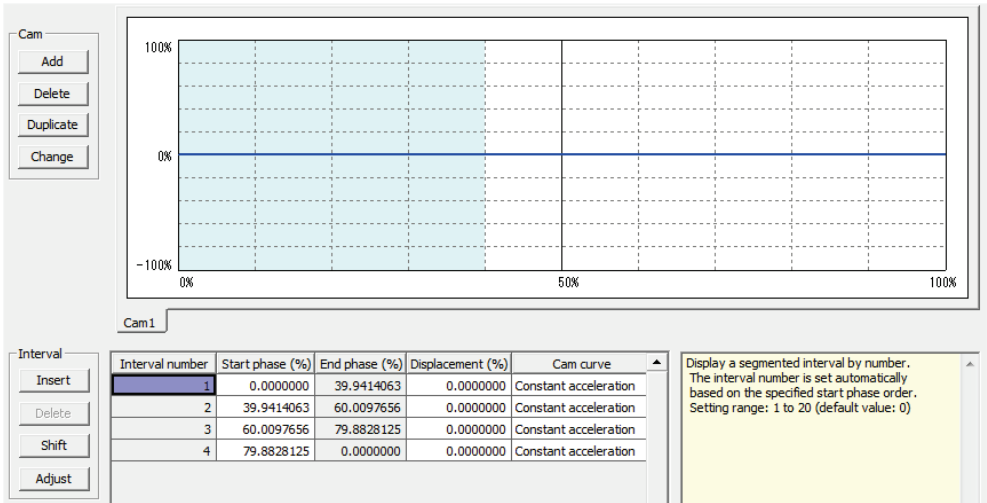 Cam
Add
Delete
Duplicate
Change
100%
0%
-100%
0%
50%
100%
Cam1
Interval
Insert
Delete
Shift
Adjust
Interval number Start phase (%) End phase (%) Displacement (%) Cam curve
1 0.0000000 39.9414063 0.0000000 Constant acceleration
2 39.9414063 60.0097656 0.0000000 Constant acceleration
3 60.0097656 79.8828125 0.0000000 Constant acceleration
4 79.8828125 0.0000000 0.0000000 Constant acceleration
Display a segmented interval by number.
The interval number is set automatically
based on the specified start phase order.
Setting range: 1 to 20 (default value: 0)